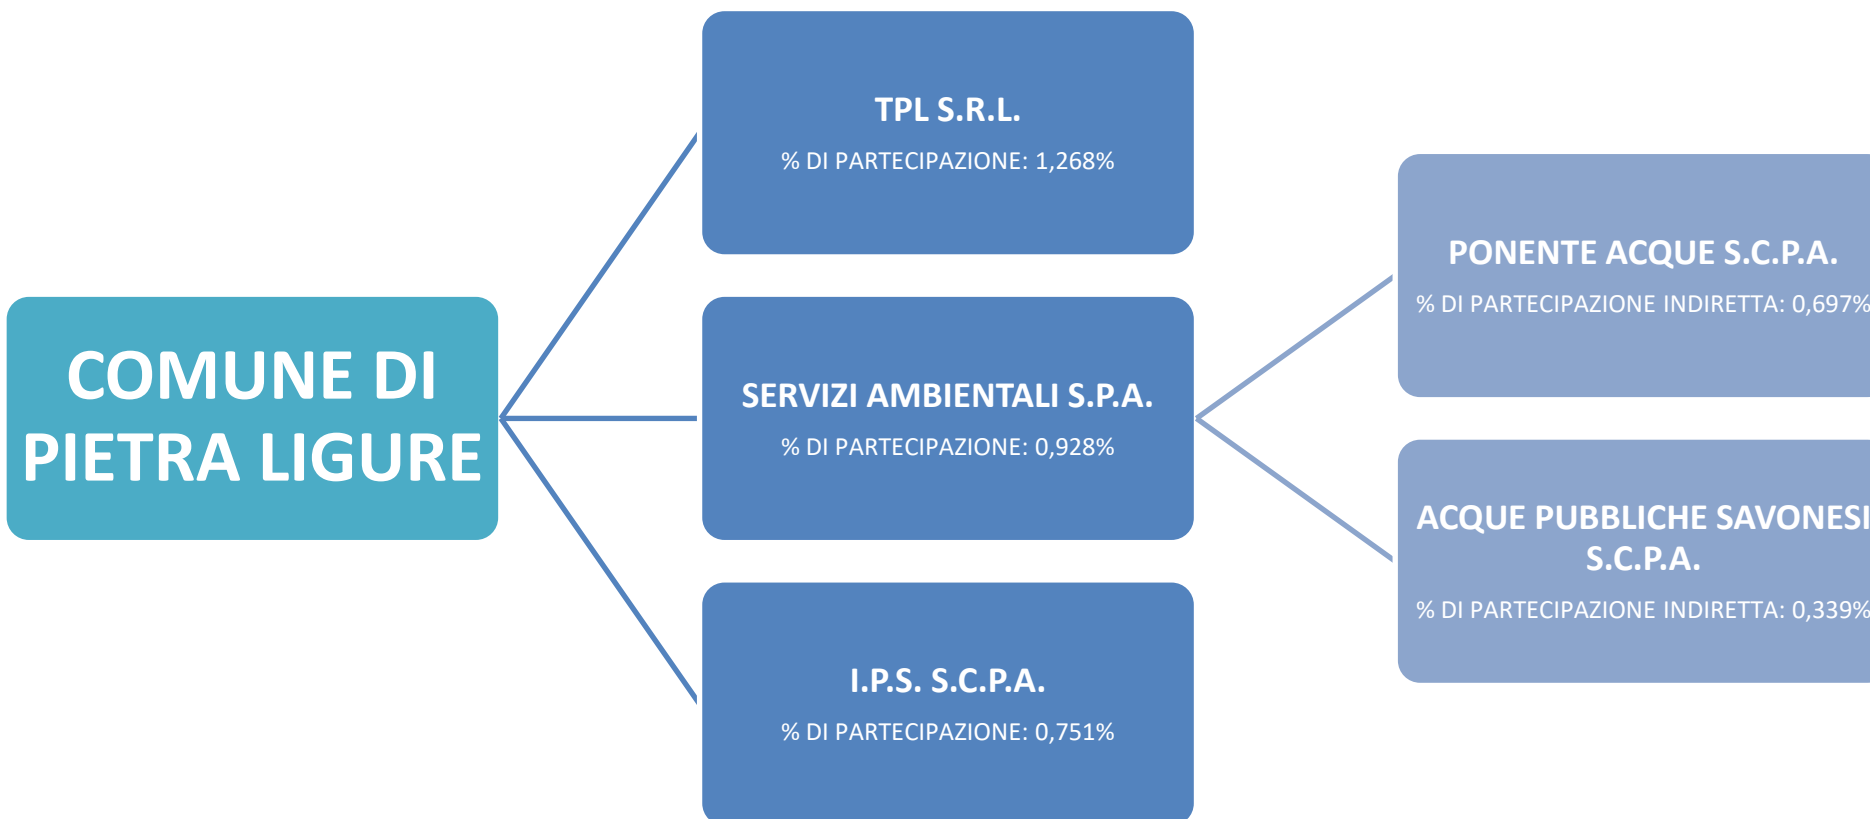 COMUNE DI
PIETRA LIGURE
TPL S.R.L.
% DI PARTECIPAZIONE: 1,268%
SERVIZI AMBIENTALI S.P.A.
% DI PARTECIPAZIONE: 0,928%
I.P.S. S.C.P.A.
% DI PARTECIPAZIONE: 0,751%
PONENTE ACQUE S.C.P.A.
% DI PARTECIPAZIONE INDIRETTA: 0,697%
ACQUE PUBBLICHE SAVONESI
S.C.P.A.
% DI PARTECIPAZIONE INDIRETTA: 0,339%